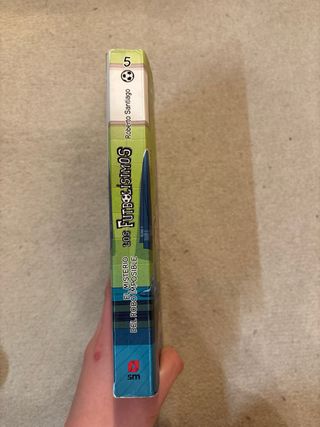 5
Roberto Santiago
LOS FUTBOLÍSIMOS
EL MISTERIO
DEL ROBO IMPOSIBLE
sm